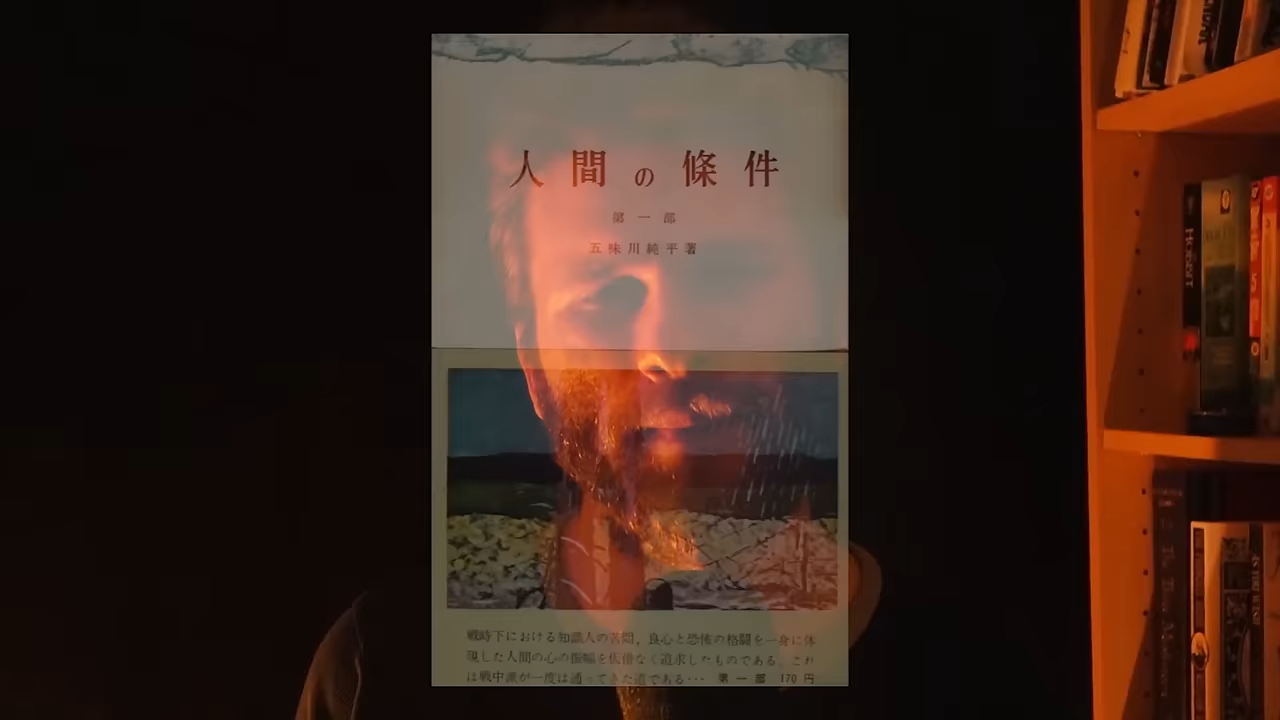 人間の條件
第一部
五味川純平著
戦時下における知識人の苦悶、良心と恐怖の格闘を一身に体
現した人間の心の振幅を仮借なく追求したものである。これ
は戦中派が一度は通ってきた道である・・・ 第一部 170円